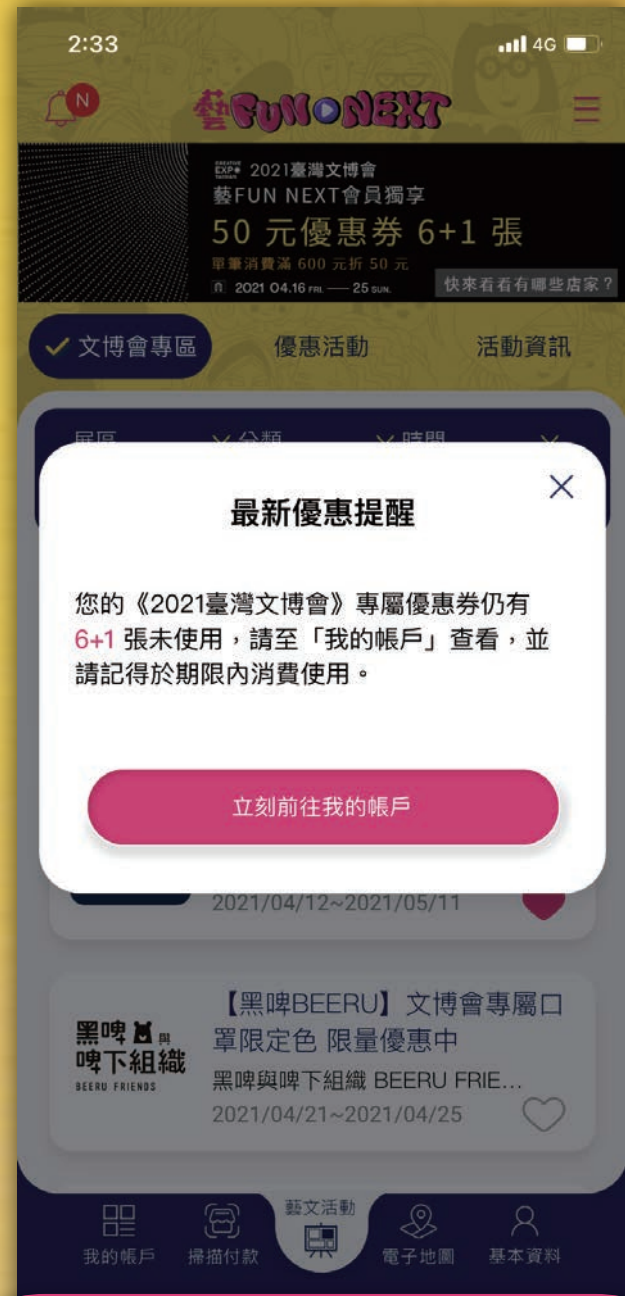 2:33
4G
N
藝FUN NEXT
CREATIVE EXPO TAIWAN 2021臺灣文博會
藝FUN NEXT會員獨享
50 元優惠券 6+1 張
單筆消費滿 600 元折 50 元
2021 04.16 FRI. — 25 SUN.
快來看看有哪些店家?
文博會專區
優惠活動
活動資訊
展區
分類
時間
最新優惠提醒
您的《2021臺灣文博會》專屬優惠券仍有
6+1 張未使用,請至「我的帳戶」查看,並
請記得於期限內消費使用。
立刻前往我的帳戶
2021/04/12~2021/05/11
黑啤 與
啤下組織
BEERU FRIENDS
【黑啤BEERU】文博會專屬口
罩限定色 限量優惠中
黑啤與啤下組織 BEERU FRIE...
2021/04/21~2021/04/25
我的帳戶
掃描付款
藝文活動
電子地圖
基本資料